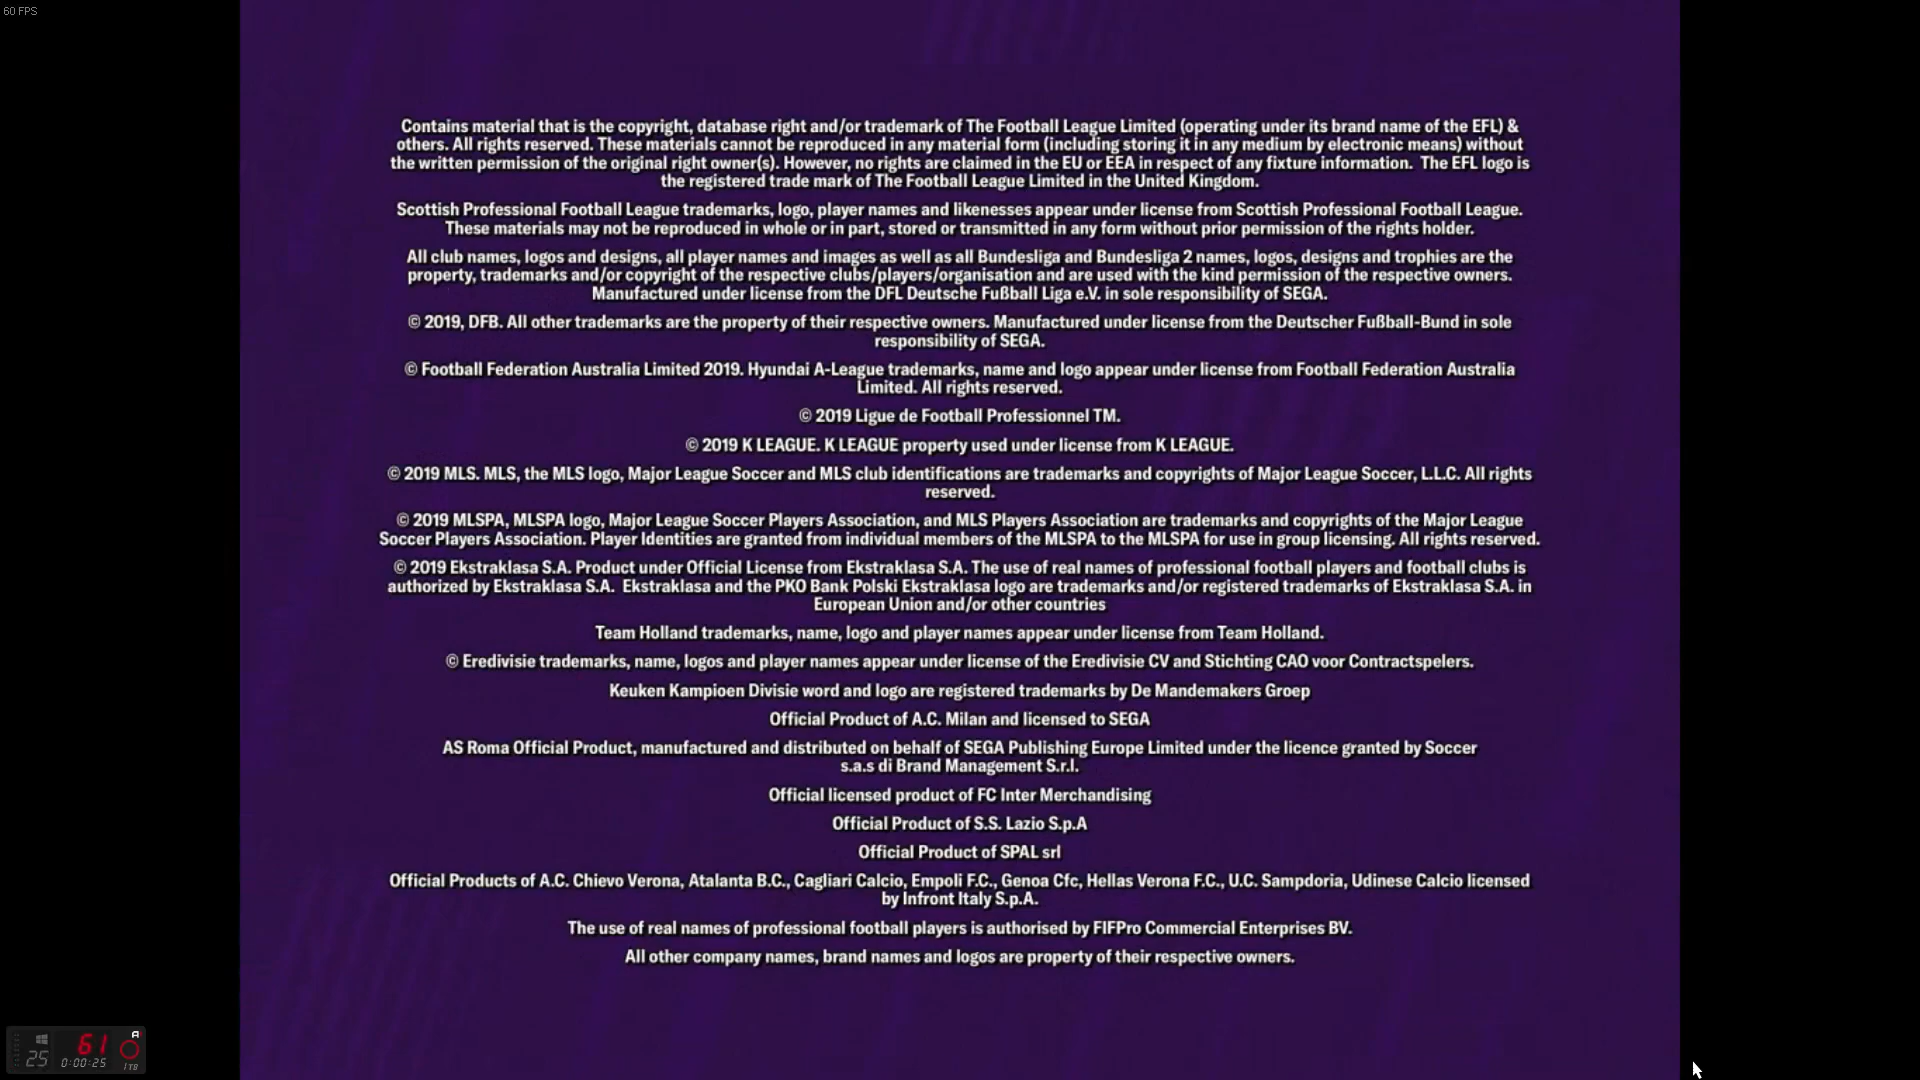 60 FPS
Contains material that is the copyright, database right and/or trademark of The Football League Limited (operating under its brand name of the EFL) &
others. All rights reserved. These materials cannot be reproduced in any material form (including storing it in any medium by electronic means) without
the written permission of the original right owner(s). However, no rights are claimed in the EU or EEA in respect of any fixture information.  The EFL logo is
the registered trade mark of The Football League Limited in the United Kingdom.
Scottish Professional Football League trademarks, logo, player names and likenesses appear under license from Scottish Professional Football League.
These materials may not be reproduced in whole or in part, stored or transmitted in any form without prior permission of the rights holder.
All club names, logos and designs, all player names and images as well as all Bundesliga and Bundesliga 2 names, logos, designs and trophies are the
property, trademarks and/or copyright of the respective clubs/players/organisation and are used with the kind permission of the respective owners.
Manufactured under license from the DFL Deutsche Fußball Liga e.V. in sole responsibility of SEGA.
© 2019, DFB. All other trademarks are the property of their respective owners. Manufactured under license from the Deutscher Fußball-Bund in sole
responsibility of SEGA.
© Football Federation Australia Limited 2019. Hyundai A-League trademarks, name and logo appear under license from Football Federation Australia
Limited. All rights reserved.
© 2019 Ligue de Football Professionnel TM.
© 2019 K LEAGUE. K LEAGUE property used under license from K LEAGUE.
© 2019 MLS. MLS, the MLS logo, Major League Soccer and MLS club identifications are trademarks and copyrights of Major League Soccer, L.L.C. All rights
reserved.
© 2019 MLSPA, MLSPA logo, Major League Soccer Players Association, and MLS Players Association are trademarks and copyrights of the Major League
Soccer Players Association. Player Identities are granted from individual members of the MLSPA to the MLSPA for use in group licensing. All rights reserved.
© 2019 Ekstraklasa S.A. Product under Official License from Ekstraklasa S.A. The use of real names of professional football players and football clubs is
authorized by Ekstraklasa S.A.  Ekstraklasa and the PKO Bank Polski Ekstraklasa logo are trademarks and/or registered trademarks of Ekstraklasa S.A. in
European Union and/or other countries
Team Holland trademarks, name, logo and player names appear under license from Team Holland.
© Eredivisie trademarks, name, logos and player names appear under license of the Eredivisie CV and Stichting CAO voor Contractspelers.
Keuken Kampioen Divisie word and logo are registered trademarks by De Mandemakers Groep
Official Product of A.C. Milan and licensed to SEGA
AS Roma Official Product, manufactured and distributed on behalf of SEGA Publishing Europe Limited under the licence granted by Soccer
s.a.s di Brand Management S.r.l.
Official licensed product of FC Inter Merchandising
Official Product of S.S. Lazio S.p.A
Official Product of SPAL srl
Official Products of A.C. Chievo Verona, Atalanta B.C., Cagliari Calcio, Empoli F.C., Genoa Cfc, Hellas Verona F.C., U.C. Sampdoria, Udinese Calcio licensed
by Infront Italy S.p.A.
The use of real names of professional football players is authorised by FIFPro Commercial Enterprises BV.
All other company names, brand names and logos are property of their respective owners.
61 A
25 0:00:25 1TB